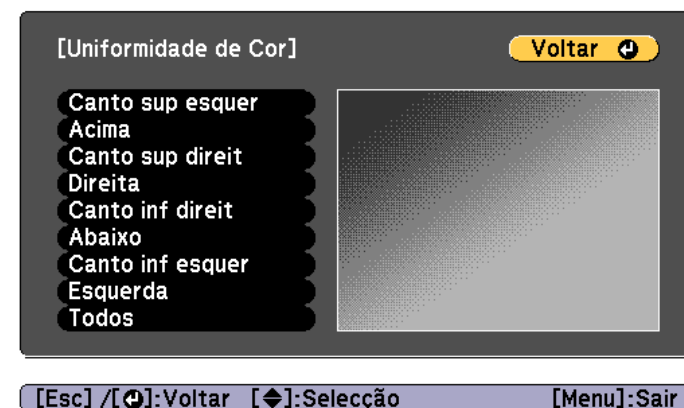 [Uniformidade de Cor]
Voltar
Canto sup esquer
Acima
Canto sup direit
Direita
Canto inf direit
Abaixo
Canto inf esquer
Esquerda
Todos
[Esc] /[⏎]:Voltar [◆]:Selecção [Menu]:Sair